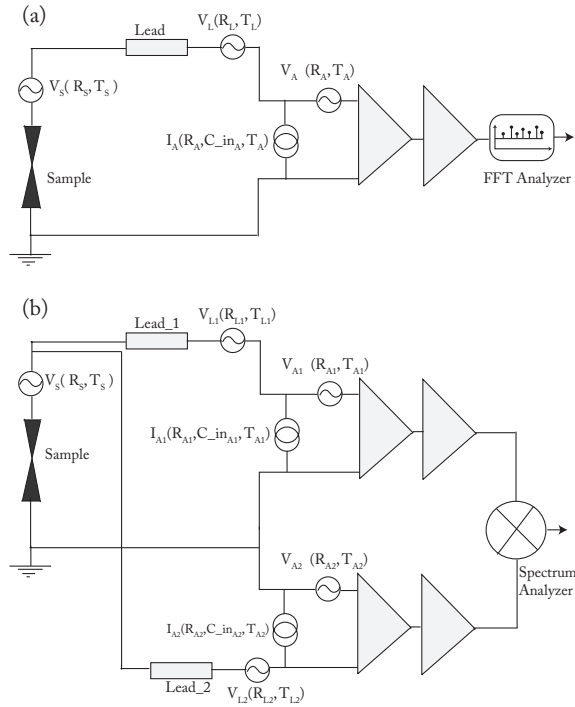 (a)
Lead
V_L(R_L, T_L)
V_S( R_S, T_S )
V_A (R_A, T_A)
I_A(R_A,C_in_A,T_A)
Sample
FFT Analyzer
(b)
Lead_1
V_L1(R_L1, T_L1)
V_S( R_S, T_S )
V_A1 (R_A1, T_A1)
I_A1(R_A1,C_in_A1,T_A1)
Sample
V_A2 (R_A2, T_A2)
Spectrum
Analyzer
I_A2(R_A2,C_in_A2,T_A2)
Lead_2
V_L2(R_L2, T_L2)